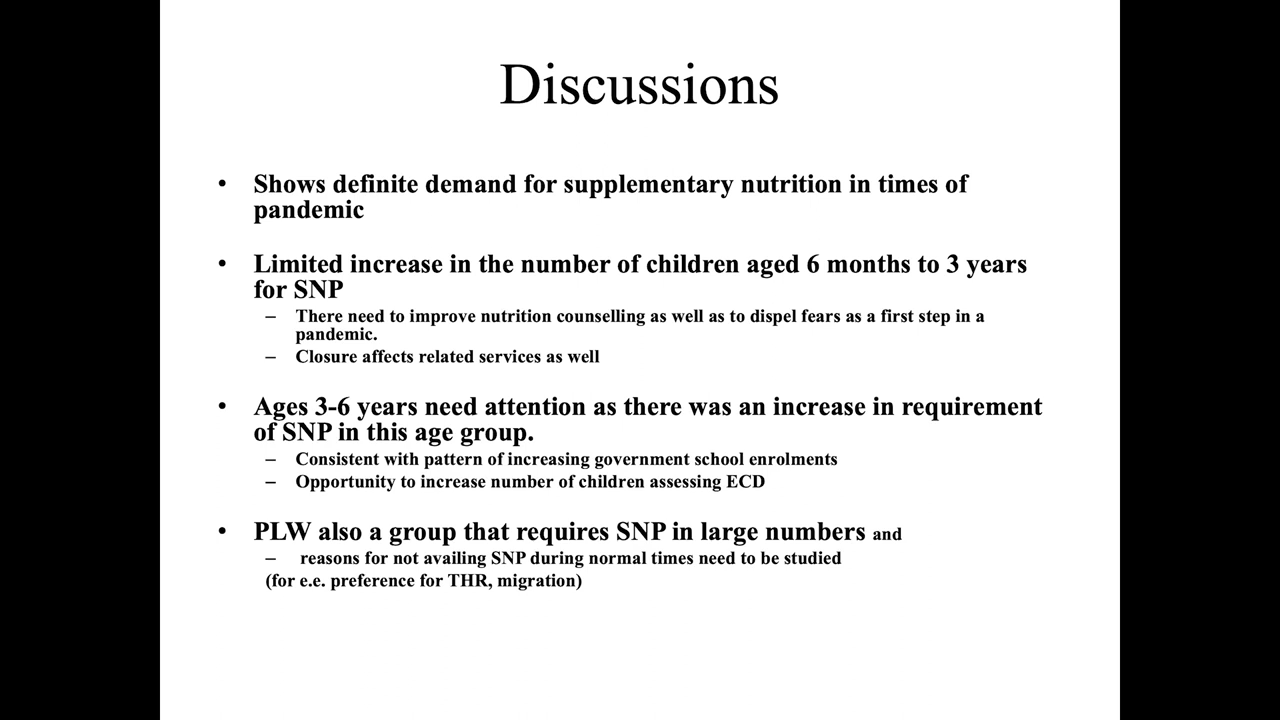 Discussions
• Shows definite demand for supplementary nutrition in times of
pandemic
• Limited increase in the number of children aged 6 months to 3 years
for SNP
– There need to improve nutrition counselling as well as to dispel fears as a first step in a
pandemic.
– Closure affects related services as well
• Ages 3-6 years need attention as there was an increase in requirement
of SNP in this age group.
– Consistent with pattern of increasing government school enrolments
– Opportunity to increase number of children assessing ECD
• PLW also a group that requires SNP in large numbers and
– reasons for not availing SNP during normal times need to be studied
(for e.e. preference for THR, migration)